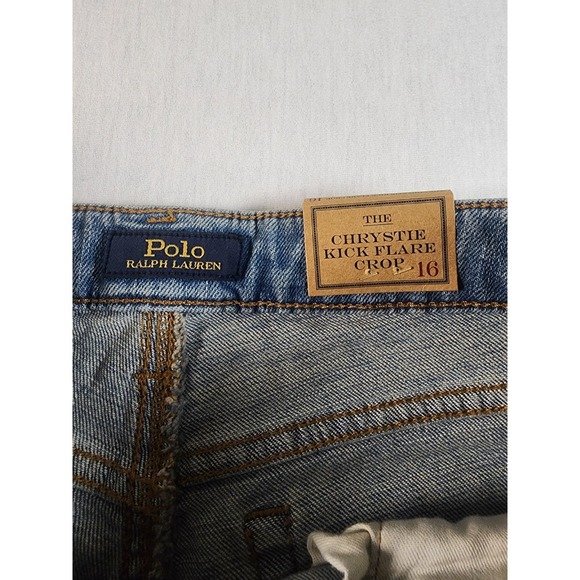 Polo
RALPH LAUREN
THE
CHRYSTIE
KICK FLARE
CROP
16